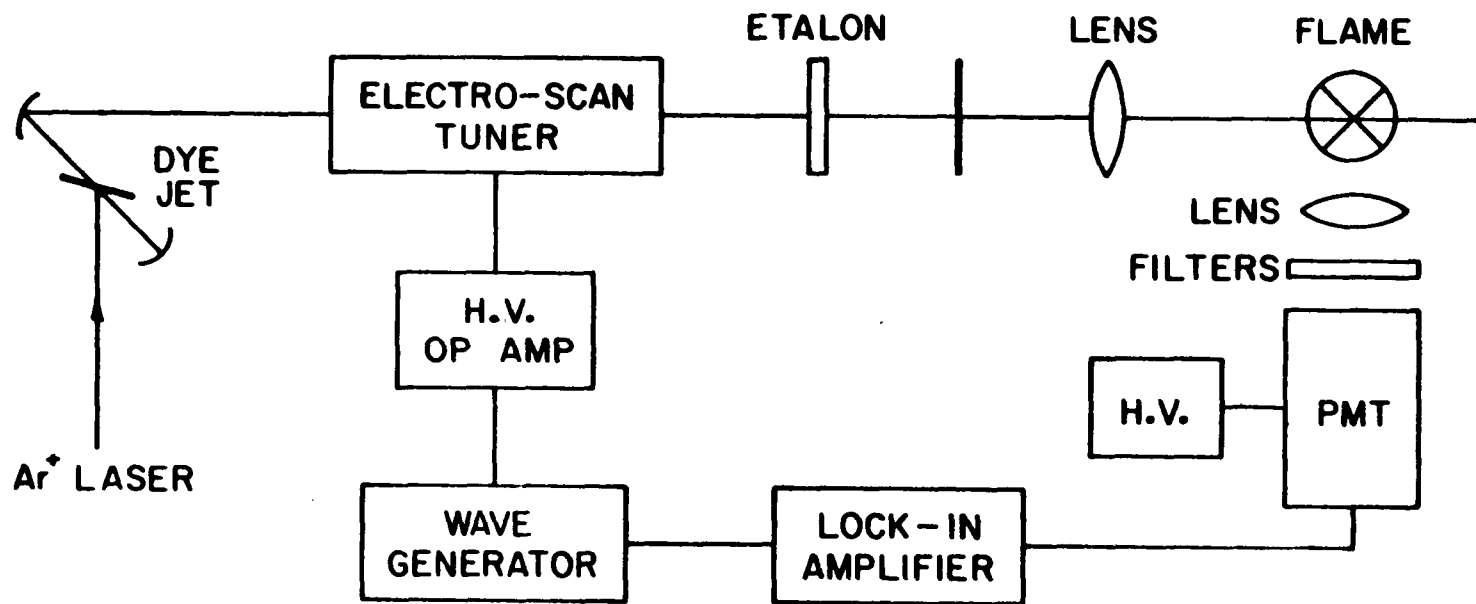 ETALON
LENS
FLAME
ELECTRO-SCAN
TUNER
DYE
JET
LENS
FILTERS
H.V.
OP AMP
H.V.
PMT
Ar+ LASER
WAVE
GENERATOR
LOCK-IN
AMPLIFIER